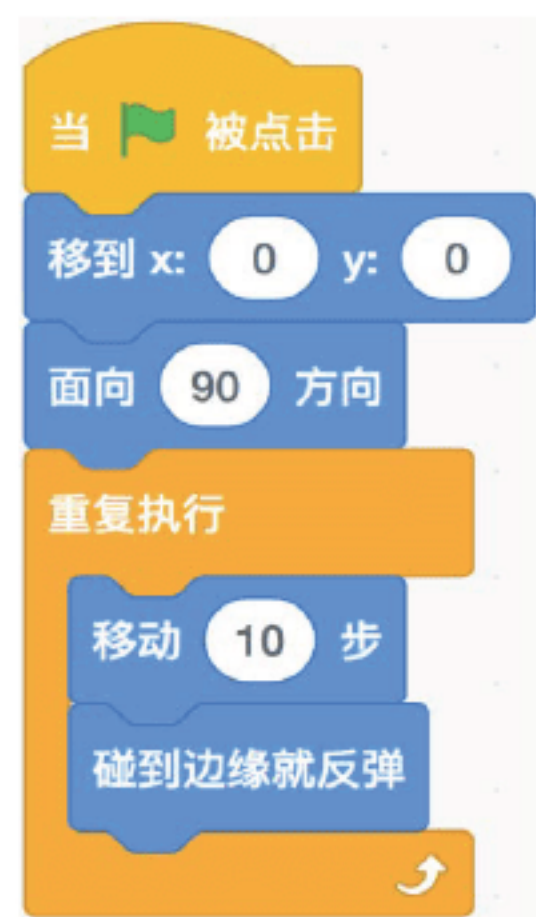 当 被点击
移到 x: 0 y: 0
面向 90 方向
重复执行
移动 10 步
碰到边缘就反弹